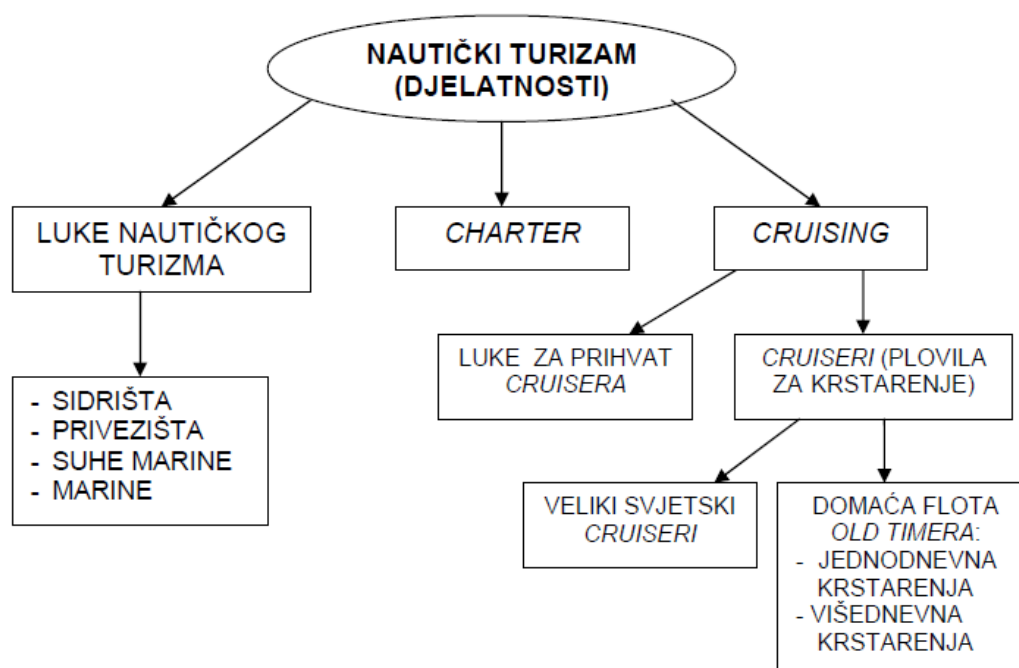 NAUTIČKI TURIZAM
(DJELATNOSTI)
LUKE NAUTIČKOG
TURIZMA
CHARTER
CRUISING
LUKE ZA PRIHVAT
CRUISERA
CRUISERI (PLOVILA
ZA KRSTARENJE)
- SIDRIŠTA
- PRIVEZIŠTA
- SUHE MARINE
- MARINE
VELIKI SVJETSKI
CRUISERI
DOMAĆA FLOTA
OLD TIMERA:
- JEDNODNEVNA
KRSTARENJA
- VIŠEDNEVNA
KRSTARENJA